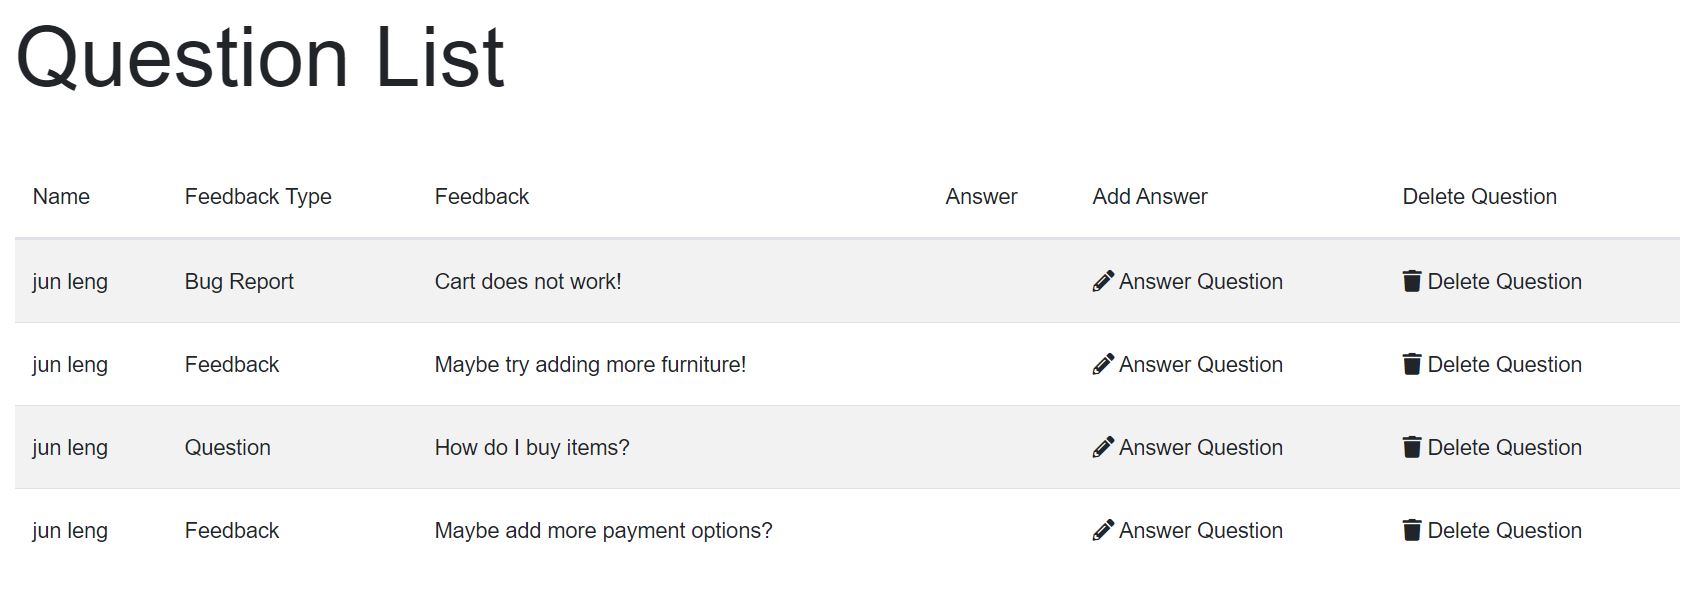 Question List
Name Feedback Type Feedback Answer Add Answer Delete Question
jun leng Bug Report Cart does not work! Answer Question Delete Question
jun leng Feedback Maybe try adding more furniture! Answer Question Delete Question
jun leng Question How do I buy items? Answer Question Delete Question
jun leng Feedback Maybe add more payment options? Answer Question Delete Question